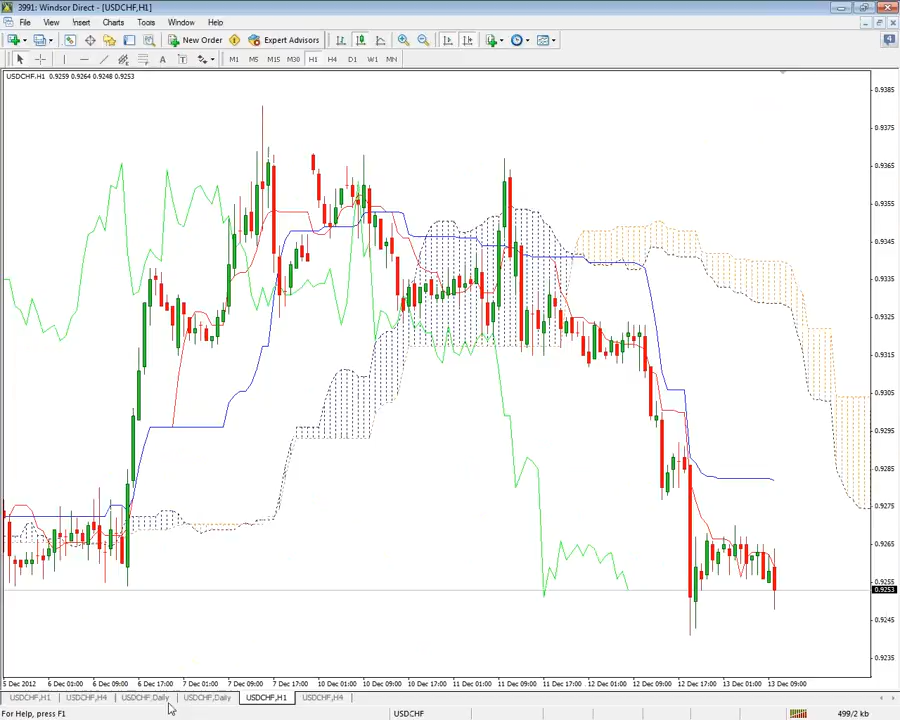 3991: Windsor Direct - [USDCHF,H1]
File View Insert Charts Tools Window Help
New Order Expert Advisors 4
A T M1 M5 M15 M30 H1 H4 D1 W1 MN
USDCHF,H1 0.9259 0.9264 0.9248 0.9253
0.9385
0.9375
0.9365
0.9355
0.9345
0.9335
0.9325
0.9315
0.9305
0.9295
0.9285
0.9275
0.9265
0.9255
0.9253
0.9245
0.9235
5 Dec 2012 6 Dec 01:00 6 Dec 09:00 6 Dec 17:00 7 Dec 01:00 7 Dec 09:00 7 Dec 17:00 10 Dec 01:00 10 Dec 09:00 10 Dec 17:00 11 Dec 01:00 11 Dec 09:00 11 Dec 17:00 12 Dec 01:00 12 Dec 09:00 12 Dec 17:00 13 Dec 01:00 13 Dec 09:00
USDCHF,H1 USDCHF,H4 USDCHF,Daily USDCHF,Daily USDCHF,H1 USDCHF,H4
For Help, press F1 USDCHF 499/2 kb